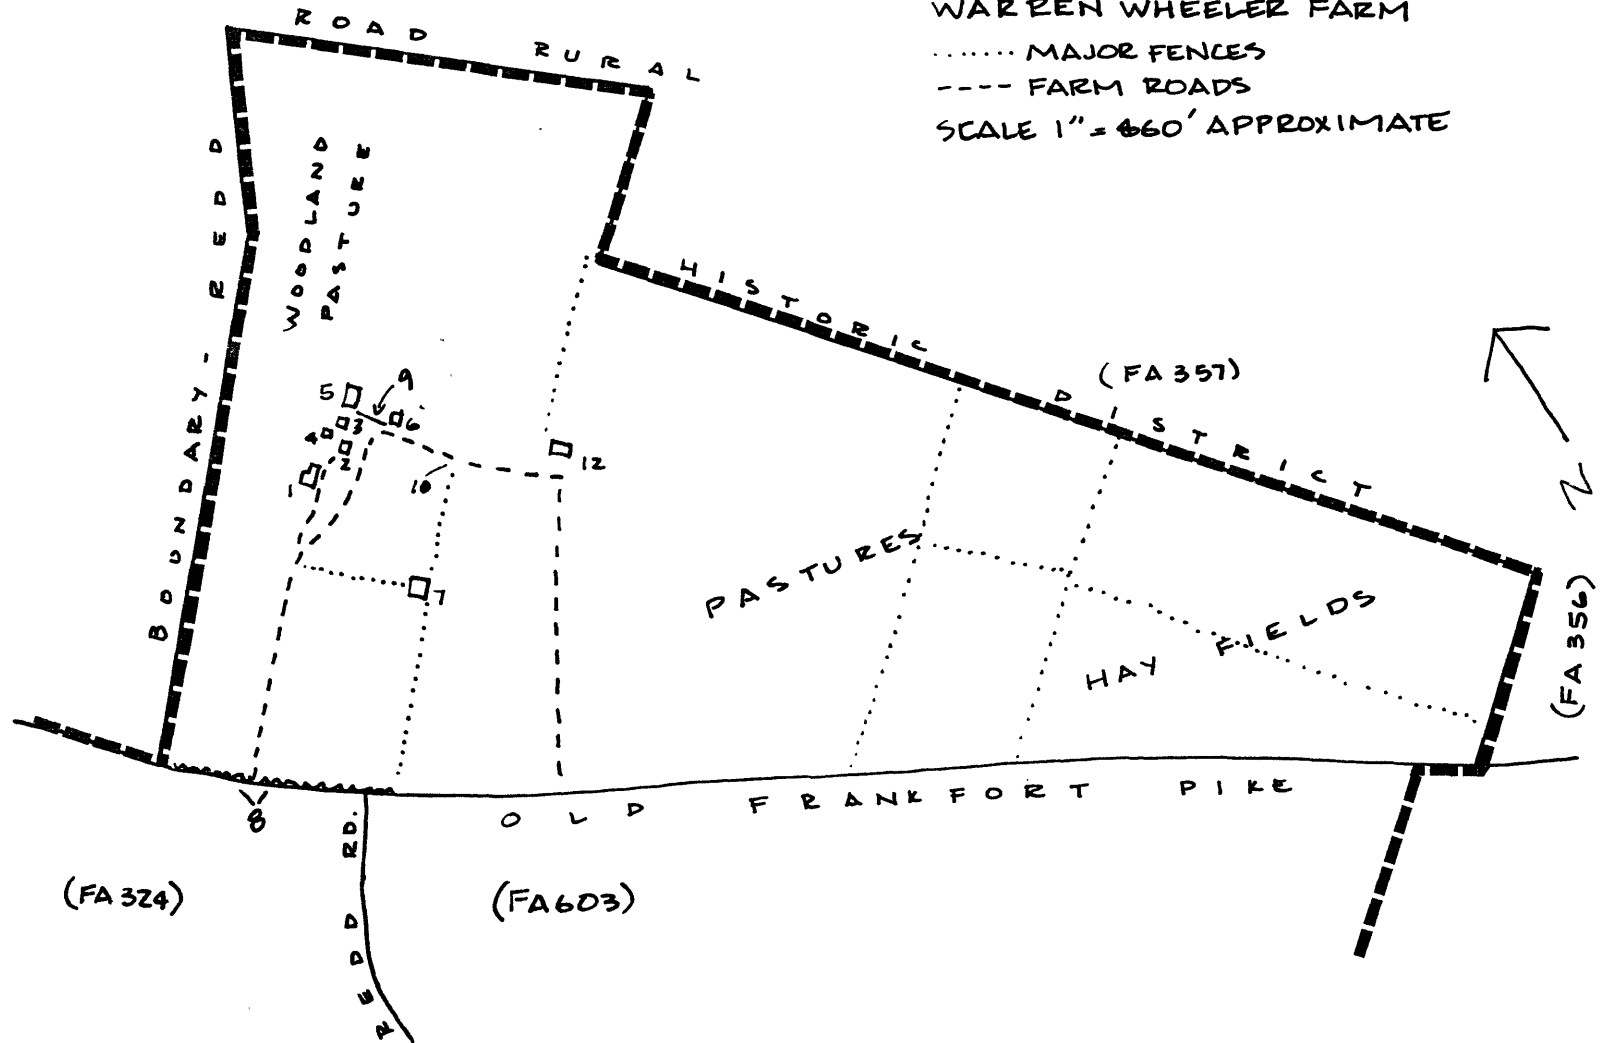 WARREN WHEELER FARM
MAJOR FENCES
FARM ROADS
SCALE 1" = 660' APPROXIMATE
BOUNDARY - REDD ROAD RURAL HISTORIC DISTRICT
WOODLAND
PASTURE
(FA 357)
N
5
9
3
6
4
2
1
10
12
7
PASTURES
HAY FIELDS
(FA 356)
OLD FRANKFORT PIKE
8
REDD RD.
(FA 324)
(FA 603)